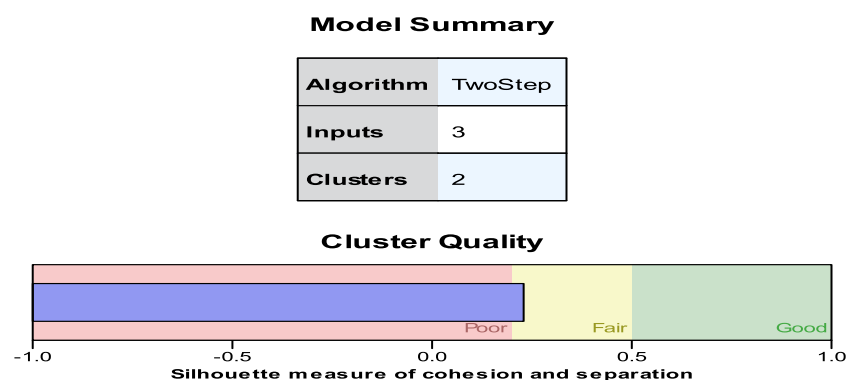 Model Summary
Algorithm TwoStep
Inputs 3
Clusters 2
Cluster Quality
Poor Fair Good
-1.0 -0.5 0.0 0.5 1.0
Silhouette measure of cohesion and separation